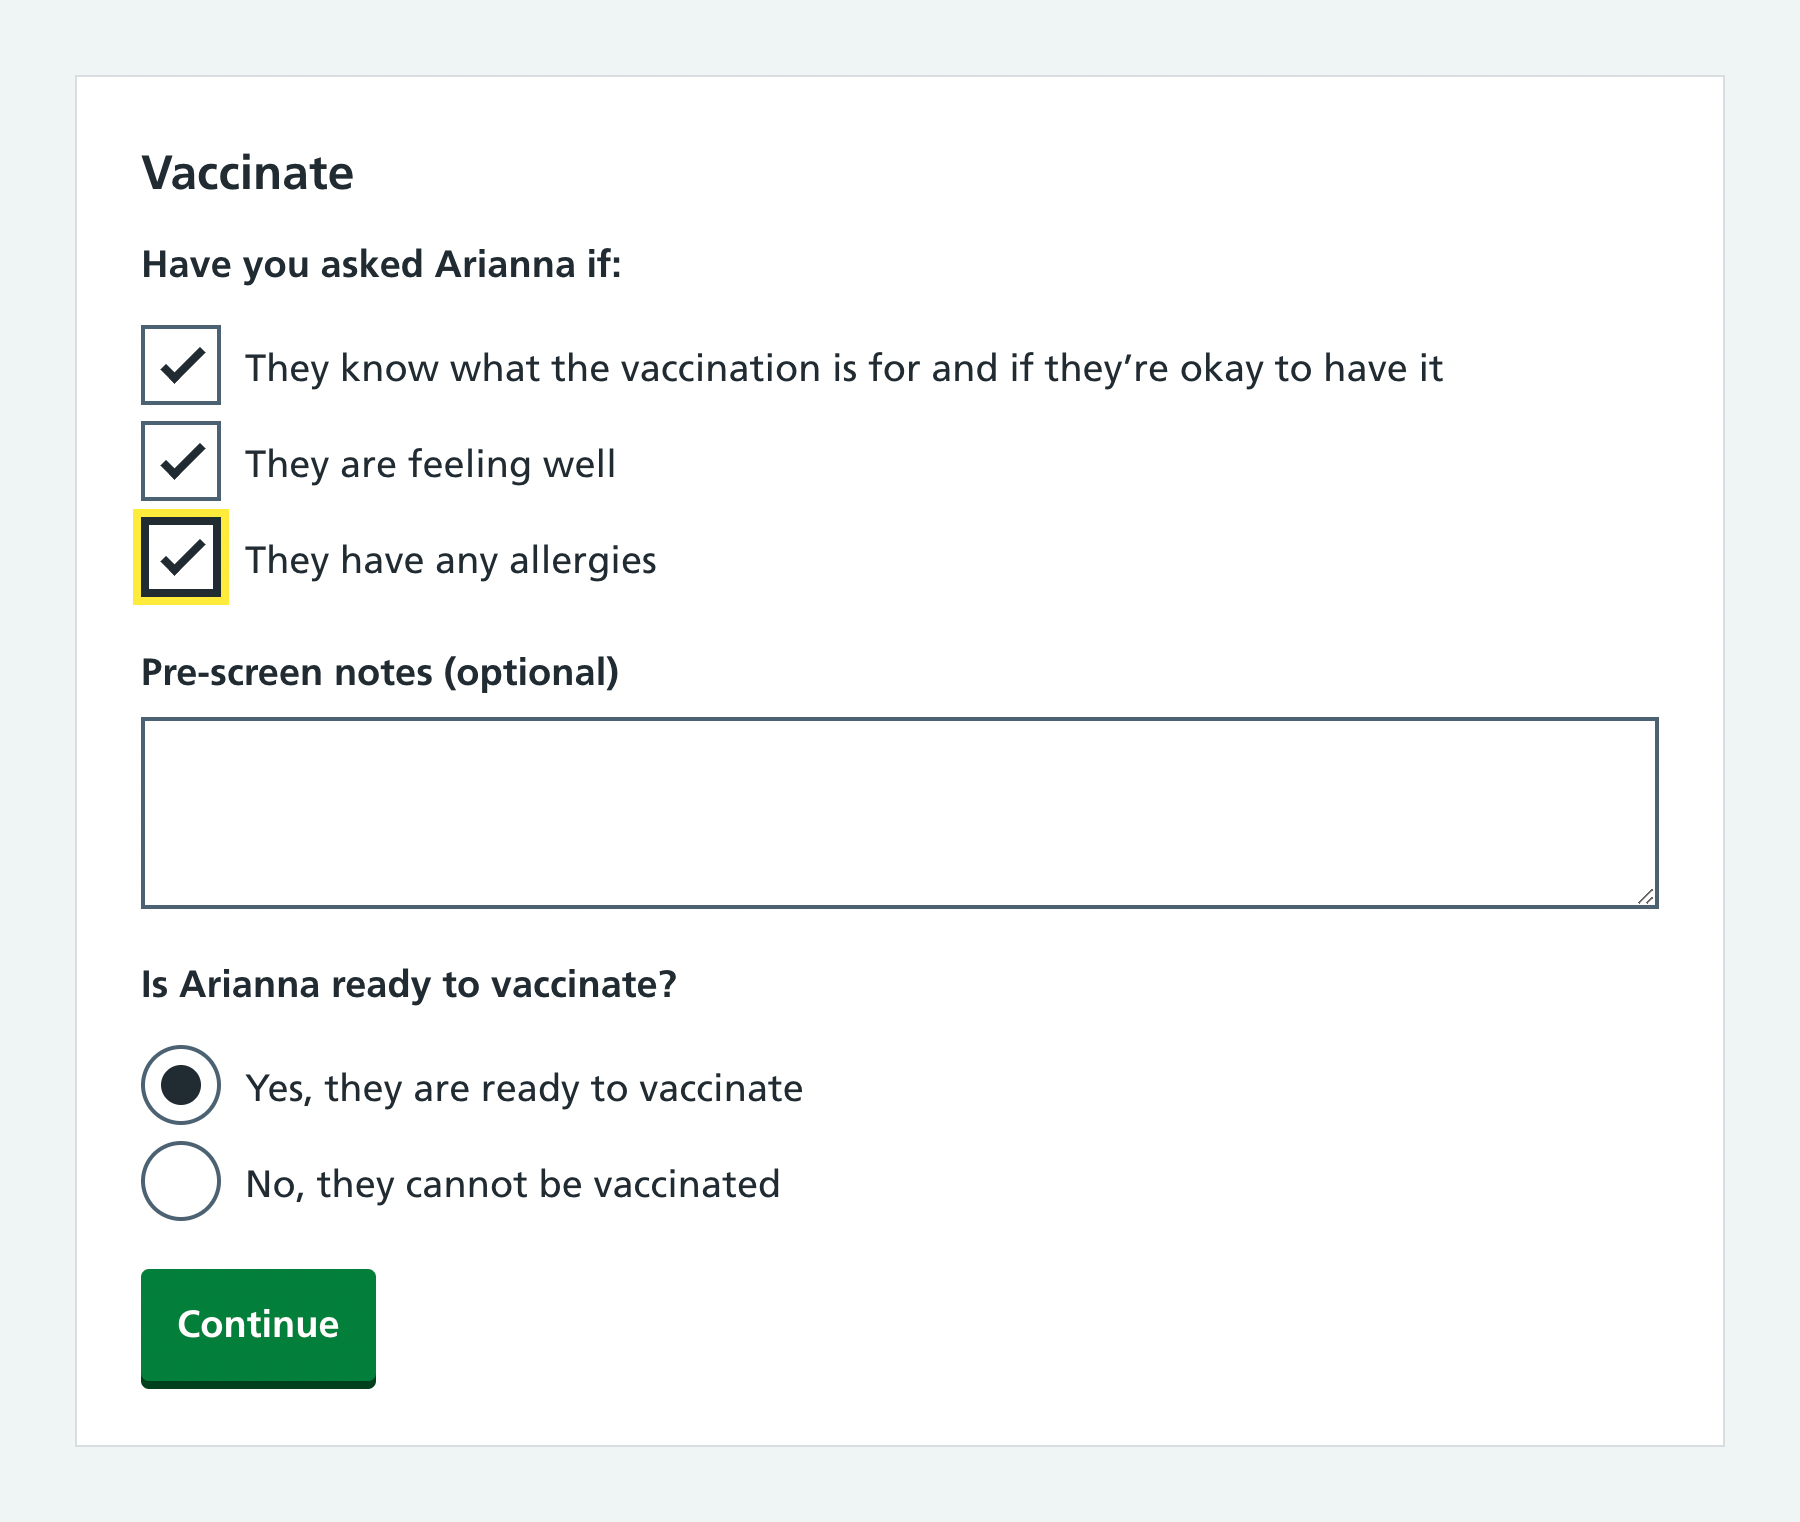 Vaccinate
Have you asked Arianna if:
They know what the vaccination is for and if they’re okay to have it
They are feeling well
They have any allergies
Pre-screen notes (optional)
Is Arianna ready to vaccinate?
Yes, they are ready to vaccinate
No, they cannot be vaccinated
Continue